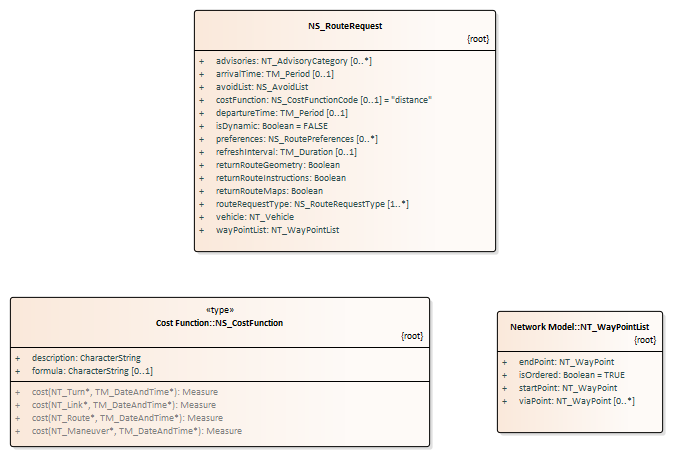 NS_RouteRequest
{root}
+ advisories: NT_AdvisoryCategory [0..*]
+ arrivalTime: TM_Period [0..1]
+ avoidList: NS_AvoidList
+ costFunction: NS_CostFunctionCode [0..1] = "distance"
+ departureTime: TM_Period [0..1]
+ isDynamic: Boolean = FALSE
+ preferences: NS_RoutePreferences [0..*]
+ refreshInterval: TM_Duration [0..1]
+ returnRouteGeometry: Boolean
+ returnRouteInstructions: Boolean
+ returnRouteMaps: Boolean
+ routeRequestType: NS_RouteRequestType [1..*]
+ vehicle: NT_Vehicle
+ wayPointList: NT_WayPointList
«type»
Cost Function::NS_CostFunction
{root}
+ description: CharacterString
+ formula: CharacterString [0..1]
+ cost(NT_Turn*, TM_DateAndTime*): Measure
+ cost(NT_Link*, TM_DateAndTime*): Measure
+ cost(NT_Route*, TM_DateAndTime*): Measure
+ cost(NT_Maneuver*, TM_DateAndTime*): Measure
Network Model::NT_WayPointList
{root}
+ endPoint: NT_WayPoint
+ isOrdered: Boolean = TRUE
+ startPoint: NT_WayPoint
+ viaPoint: NT_WayPoint [0..*]